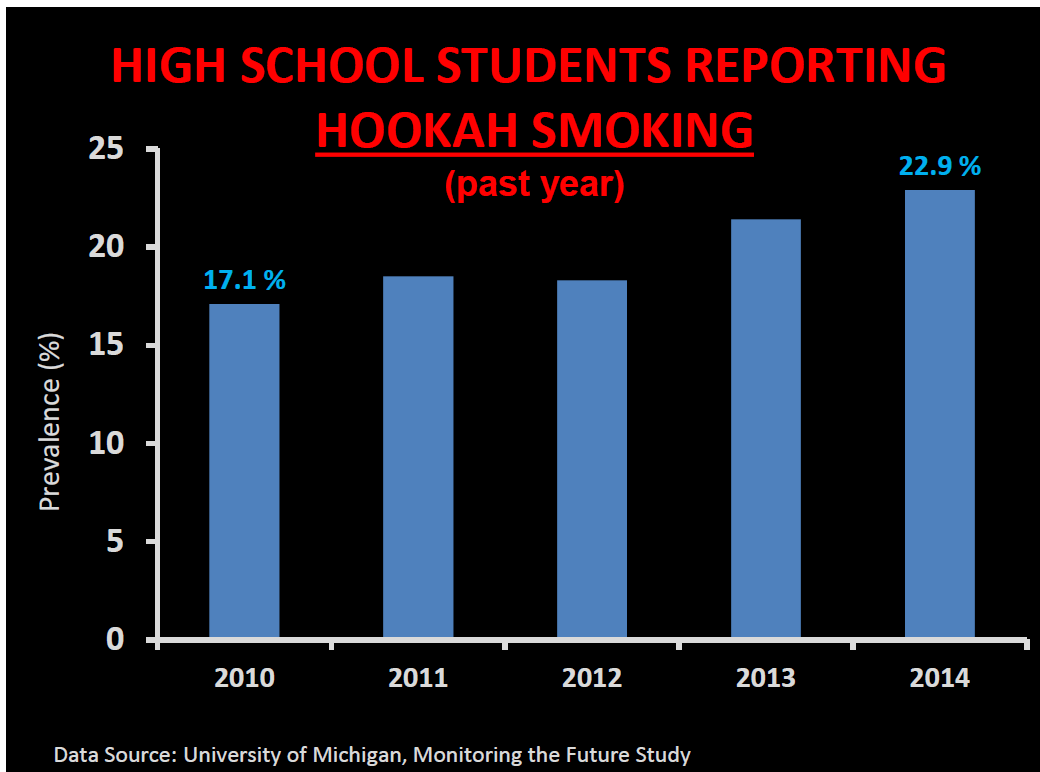 HIGH SCHOOL STUDENTS REPORTING
HOOKAH SMOKING
(past year)
25
20
15
10
5
0
Prevalence (%)
17.1 %
22.9 %
2010
2011
2012
2013
2014
Data Source: University of Michigan, Monitoring the Future Study